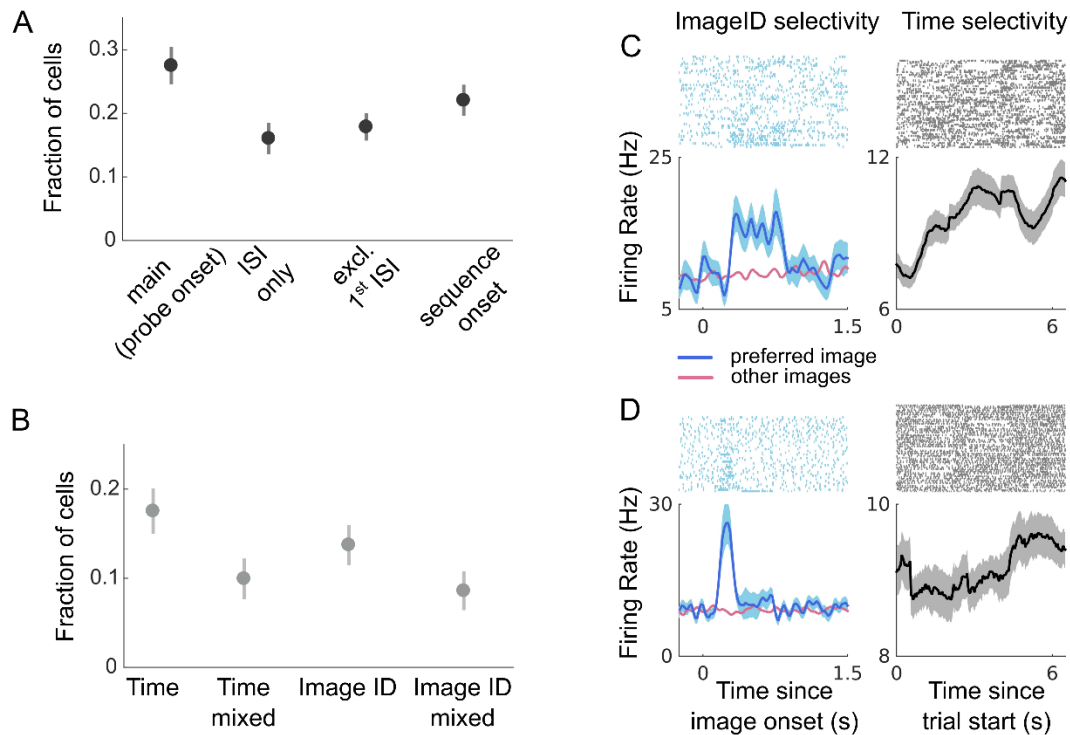 A
Fraction of cells
0.3
0.2
0.1
0
main
(probe onset)
ISI
only
excl.
1st ISI
sequence
onset
B
Fraction of cells
0.2
0.1
0
Time
Time
mixed
Image ID
Image ID
mixed
ImageID selectivity
Time selectivity
C
Firing Rate (Hz)
25
5
0
1.5
12
6
0
6
preferred image
other images
D
Firing Rate (Hz)
30
0
0
1.5
Time since
image onset (s)
10
8
0
6
Time since
trial start (s)